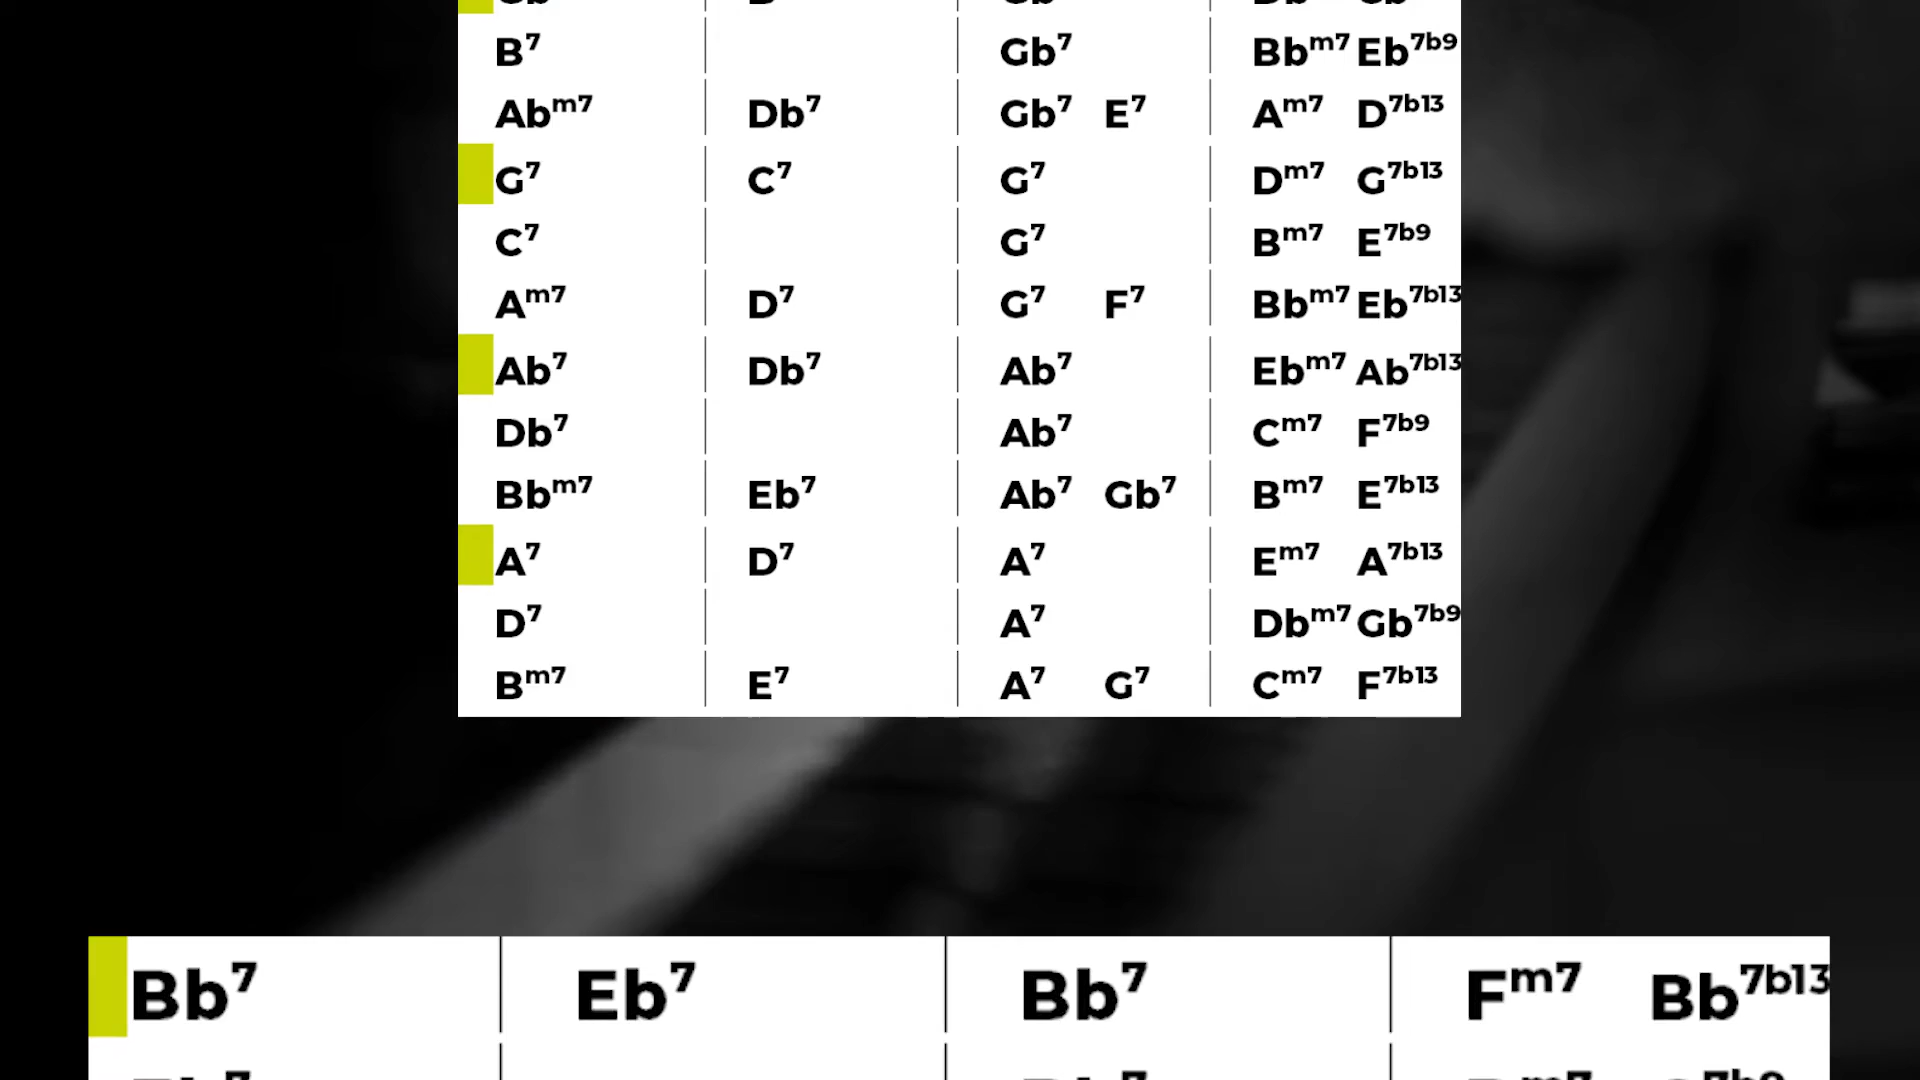 B7 Gb7 Bbm7 Eb7b9
Abm7 Db7 Gb7 E7 Am7 D7b13
G7 C7 G7 Dm7 G7b13
C7 G7 Bm7 E7b9
Am7 D7 G7 F7 Bbm7 Eb7b13
Ab7 Db7 Ab7 Ebm7 Ab7b13
Db7 Ab7 Cm7 F7b9
Bbm7 Eb7 Ab7 Gb7 Bm7 E7b13
A7 D7 A7 Em7 A7b13
D7 A7 Dbm7 Gb7b9
Bm7 E7 A7 G7 Cm7 F7b13
Bb7 Eb7 Bb7 Fm7 Bb7b13